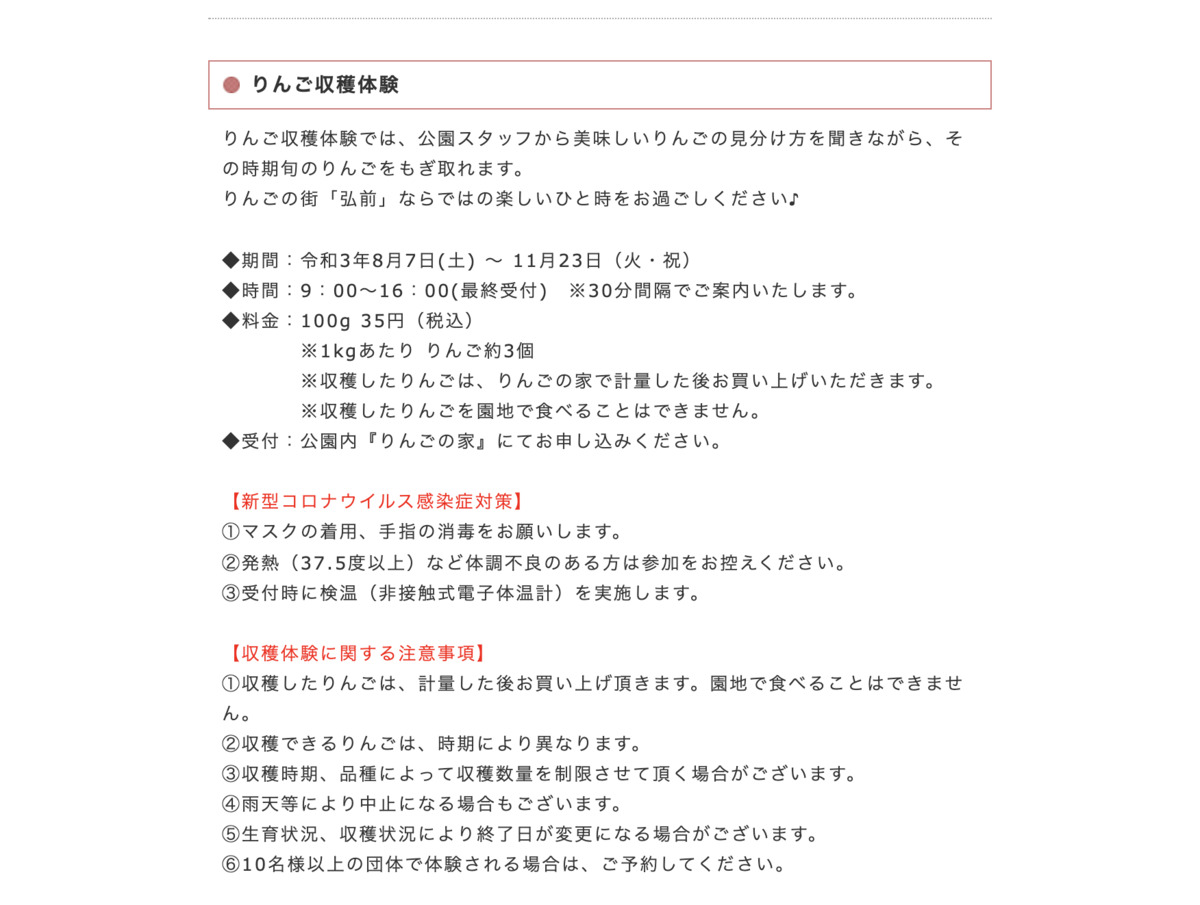 ● りんご収穫体験
りんご収穫体験では、公園スタッフから美味しいりんごの見分け方を聞きながら、そ
の時期旬のりんごをもぎ取れます。
りんごの街「弘前」ならではの楽しいひと時をお過ごしください♪
◆期間：令和3年8月7日(土) ～ 11月23日（火・祝）
◆時間：9：00～16：00(最終受付)　※30分間隔でご案内いたします。
◆料金：100g 35円（税込）
※1kgあたり りんご約3個
※収穫したりんごは、りんごの家で計量した後お買い上げいただきます。
※収穫したりんごを園地で食べることはできません。
◆受付：公園内『りんごの家』にてお申し込みください。
【新型コロナウイルス感染症対策】
①マスクの着用、手指の消毒をお願いします。
②発熱（37.5度以上）など体調不良のある方は参加をお控えください。
③受付時に検温（非接触式電子体温計）を実施します。
【収穫体験に関する注意事項】
①収穫したりんごは、計量した後お買い上げ頂きます。園地で食べることはできませ
ん。
②収穫できるりんごは、時期により異なります。
③収穫時期、品種によって収穫数量を制限させて頂く場合がございます。
④雨天等により中止になる場合もございます。
⑤生育状況、収穫状況により終了日が変更になる場合がございます。
⑥10名様以上の団体で体験される場合は、ご予約してください。